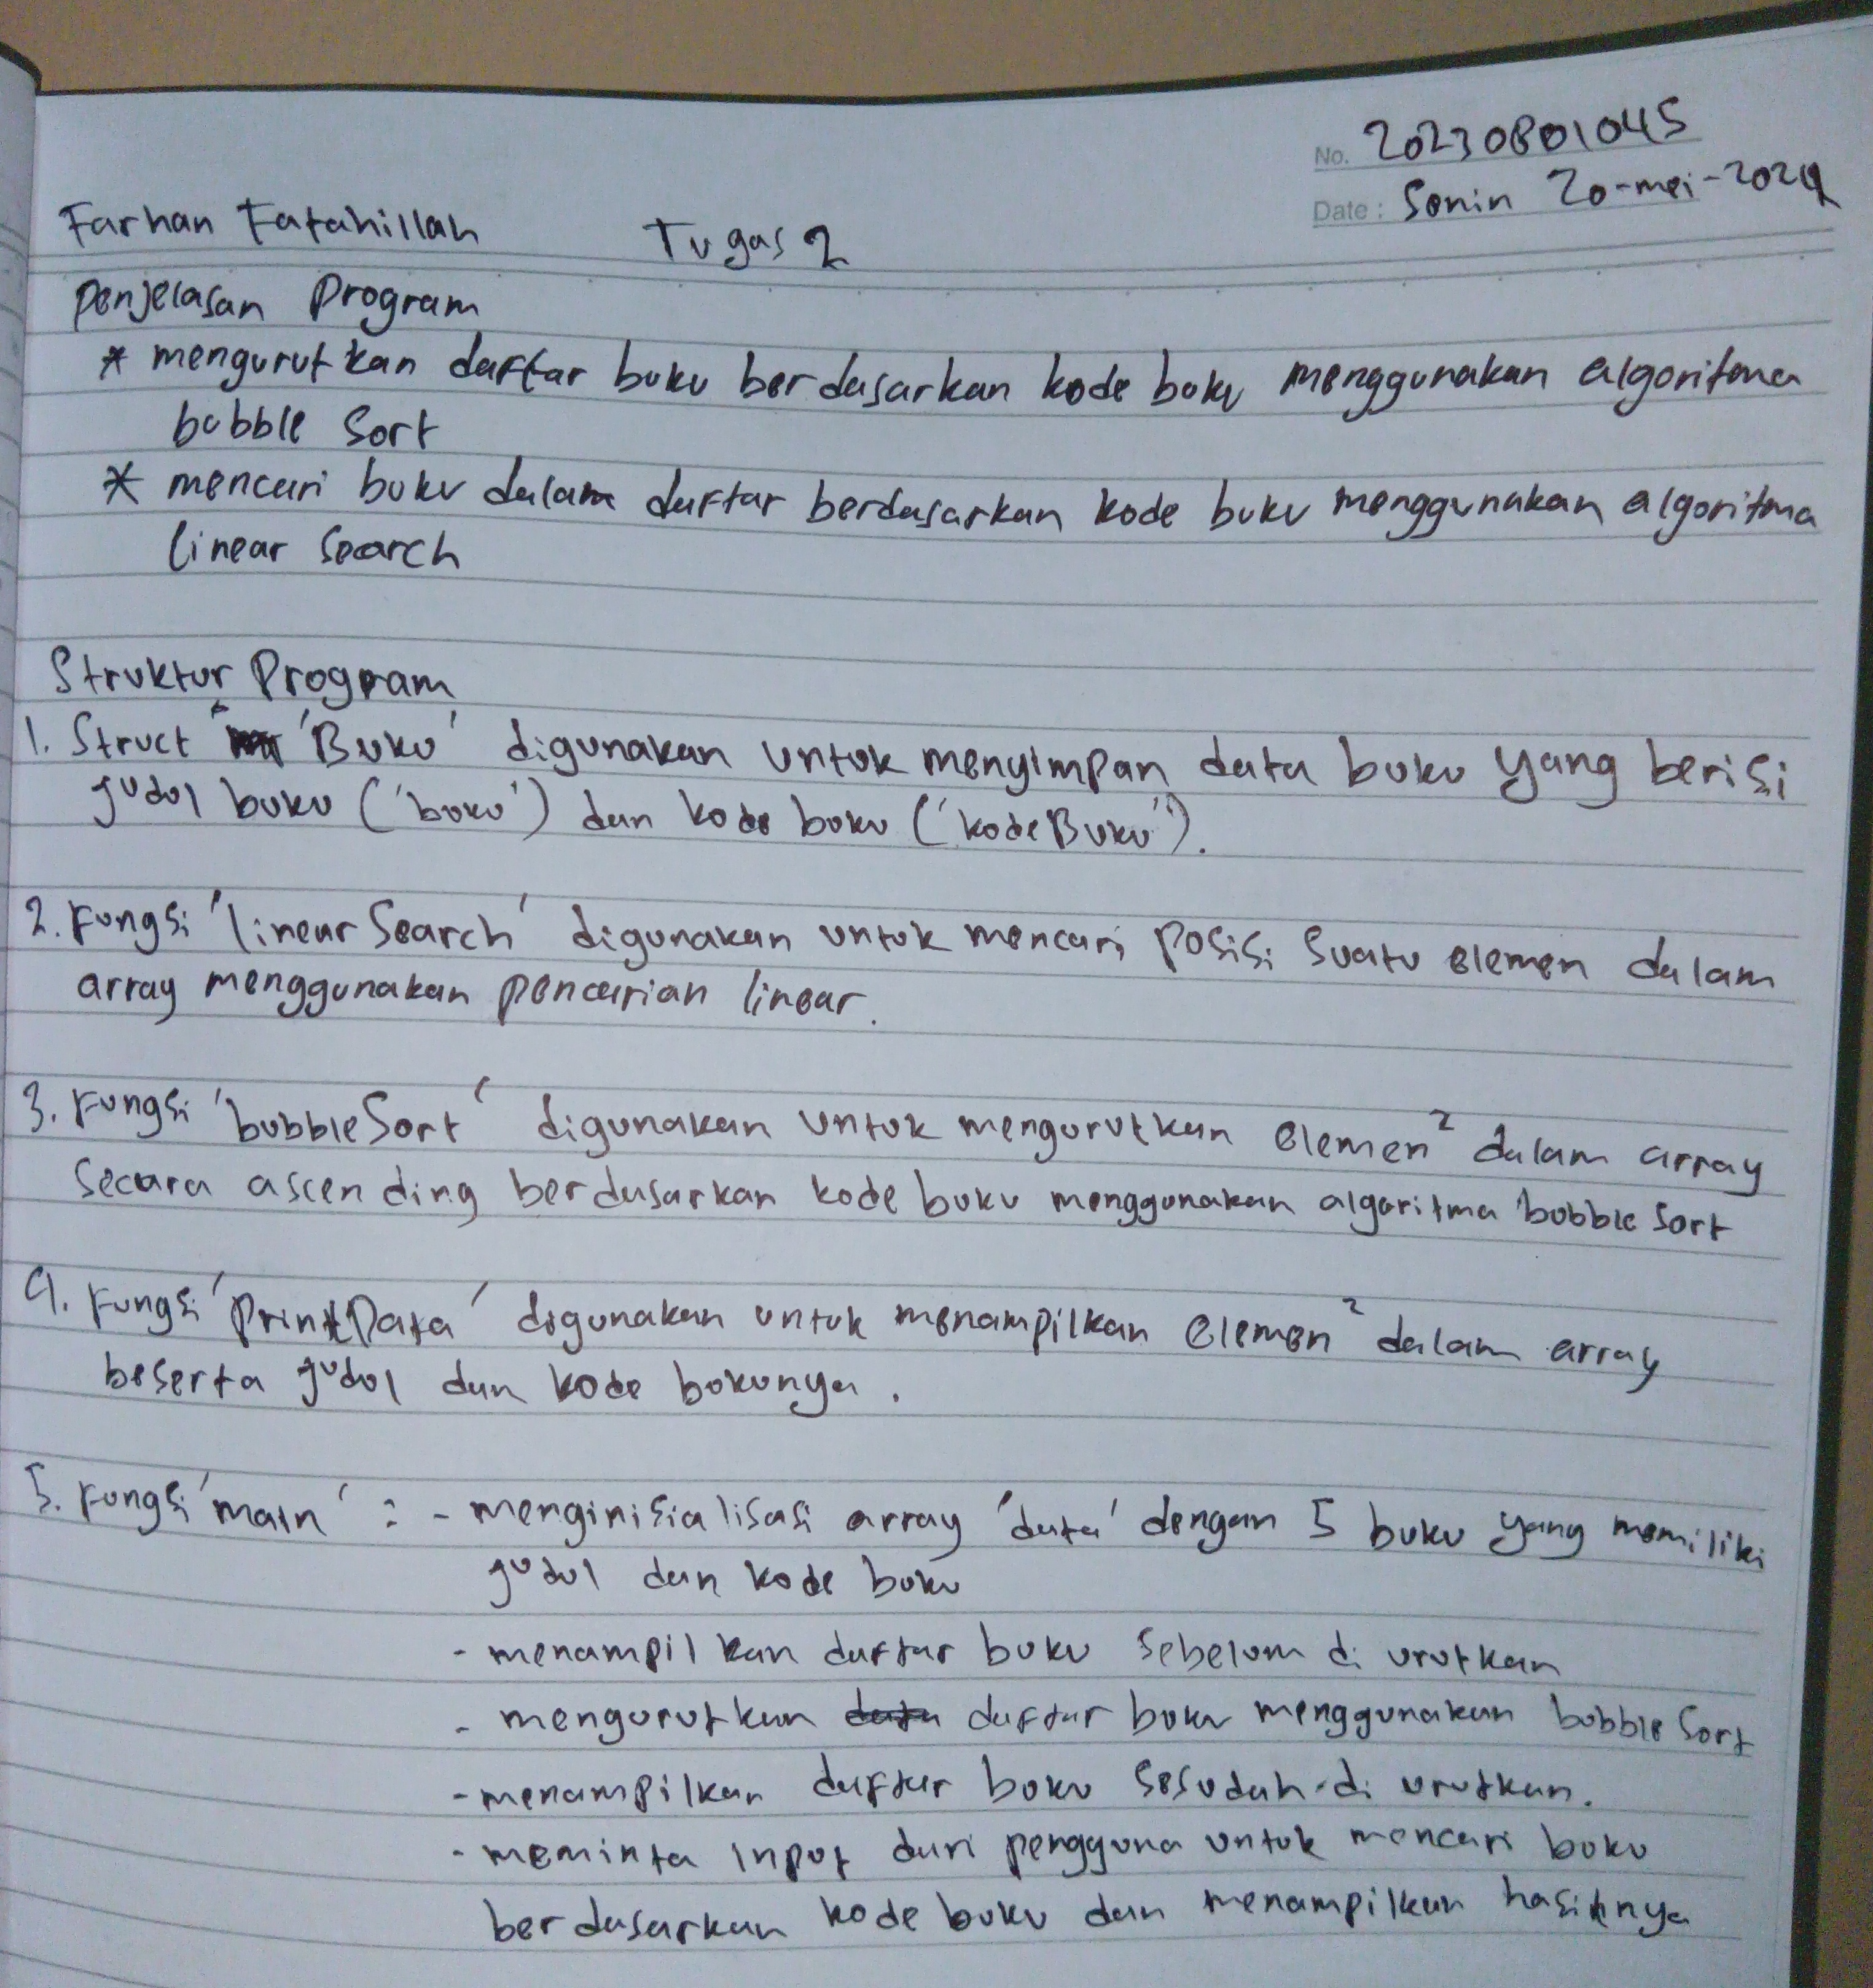 No. 20230801045
Date : Senin 20-mei-2024
Farhan Fatahillah Tugas 2
Penjelasan Program
* mengurutkan daftar buku berdasarkan kode buku menggunakan algoritma
bubble Sort
* mencari buku dalam daftar berdasarkan kode buku menggunakan algoritma
linear Search
Struktur Program
1. Struct 'Buku' digunakan untuk menyimpan data buku yang berisi
judul buku ('buku') dan kode buku ('kodeBuku').
2. Fungsi 'linearSearch' digunakan untuk mencari posisi suatu elemen dalam
array menggunakan pencarian linear.
3. Fungsi 'bubbleSort' digunakan untuk mengurutkan elemen² dalam array
secara ascending berdasarkan kode buku menggunakan algoritma bubble sort
4. Fungsi 'PrintData' digunakan untuk menampilkan elemen² dalam array
beserta judul dan kode bukunya.
5. Fungsi 'main' : - menginisialisasi array 'data' dengan 5 buku yang memiliki
judul dan kode buku
- menampilkan daftar buku sebelum di urutkan
- mengurutkan data daftar buku menggunakan bubble Sort
- menampilkan daftar buku sesudah di urutkan.
- meminta input dari pengguna untuk mencari buku
berdasarkan kode buku dan menampilkan hasilnya